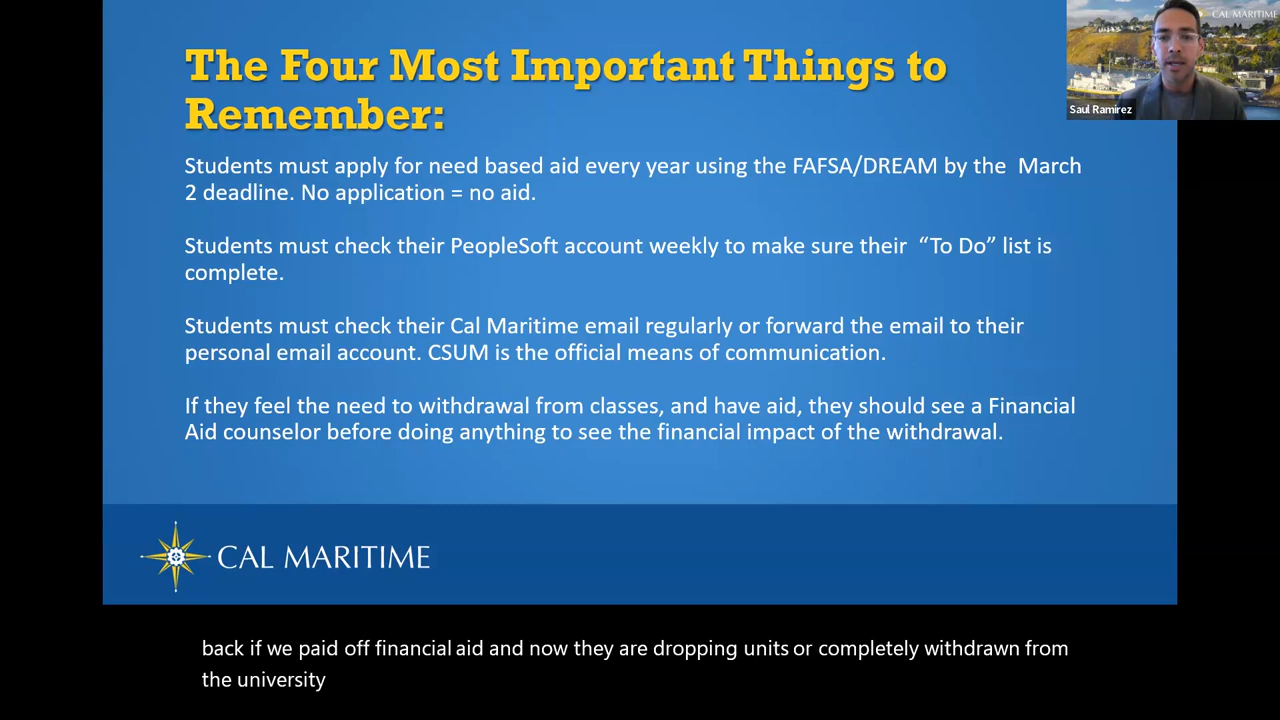 The Four Most Important Things to
Remember:
CAL MARITIME
Saul Ramirez
Students must apply for need based aid every year using the FAFSA/DREAM by the  March
2 deadline. No application = no aid.
Students must check their PeopleSoft account weekly to make sure their  “To Do” list is
complete.
Students must check their Cal Maritime email regularly or forward the email to their
personal email account. CSUM is the official means of communication.
If they feel the need to withdrawal from classes, and have aid, they should see a Financial
Aid counselor before doing anything to see the financial impact of the withdrawal.
CAL MARITIME
back if we paid off financial aid and now they are dropping units or completely withdrawn from
the university